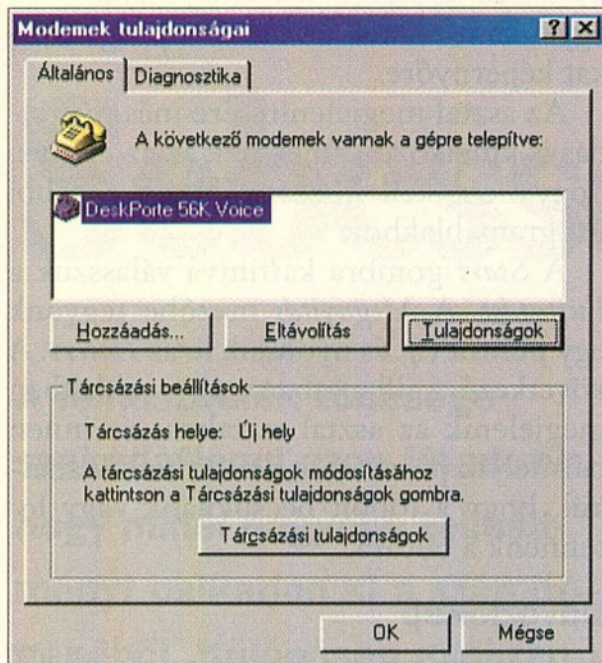 Modemek tulajdonságai
Általános
Diagnosztika
A következő modemek vannak a gépre telepítve:
DeskPorte 56K Voice
Hozzáadás...
Eltávolítás
Tulajdonságok
Tárcsázási beállítások
Tárcsázás helye: Új hely
A tárcsázási tulajdonságok módosításához
kattintson a Tárcsázási tulajdonságok gombra.
Tárcsázási tulajdonságok
OK
Mégse